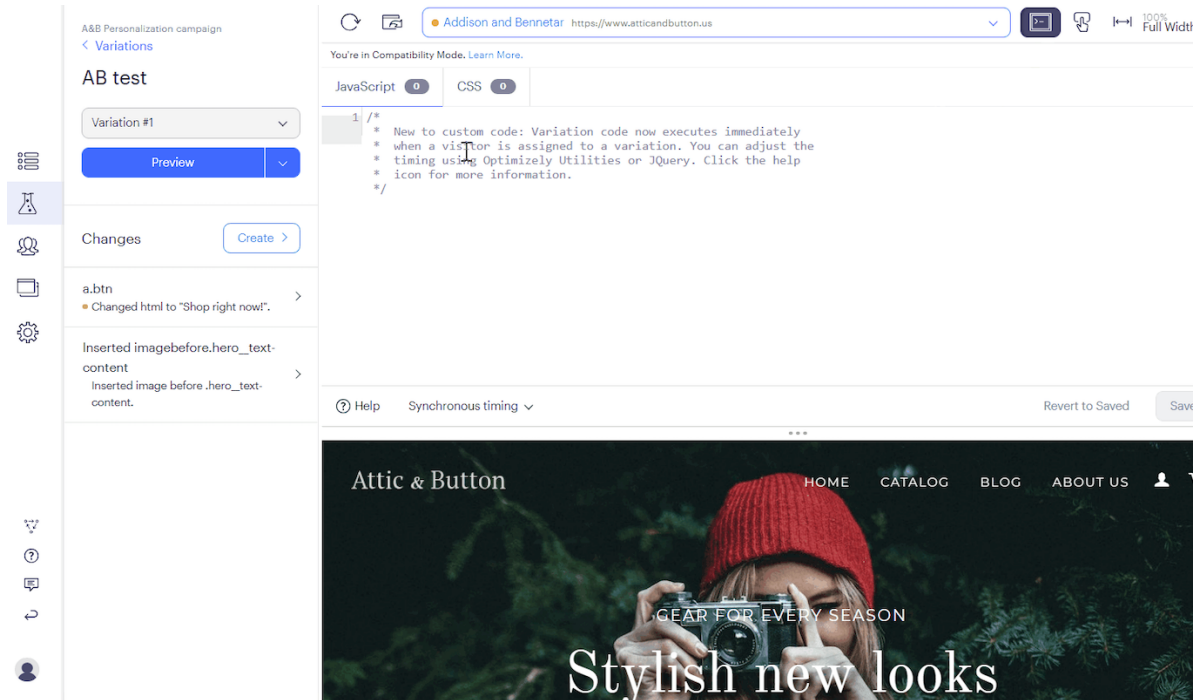 A&B Personalization campaign
Variations
AB test
Variation #1
Preview
Changes
Create
a.btn
Changed html to "Shop right now!".
Inserted imagebefore.hero__text-
content
Inserted image before .hero__text-
content.
Addison and Bennetar https://www.atticandbutton.us
100%
Full Width
You're in Compatibility Mode. Learn More.
JavaScript 0 CSS 0
1 /*
* New to custom code: Variation code now executes immediately
* when a visitor is assigned to a variation. You can adjust the
* timing using Optimizely Utilities or JQuery. Click the help
* icon for more information.
*/
Help Synchronous timing Revert to Saved Save
Attic & Button HOME CATALOG BLOG ABOUT US
GEAR FOR EVERY SEASON
Stylish new looks